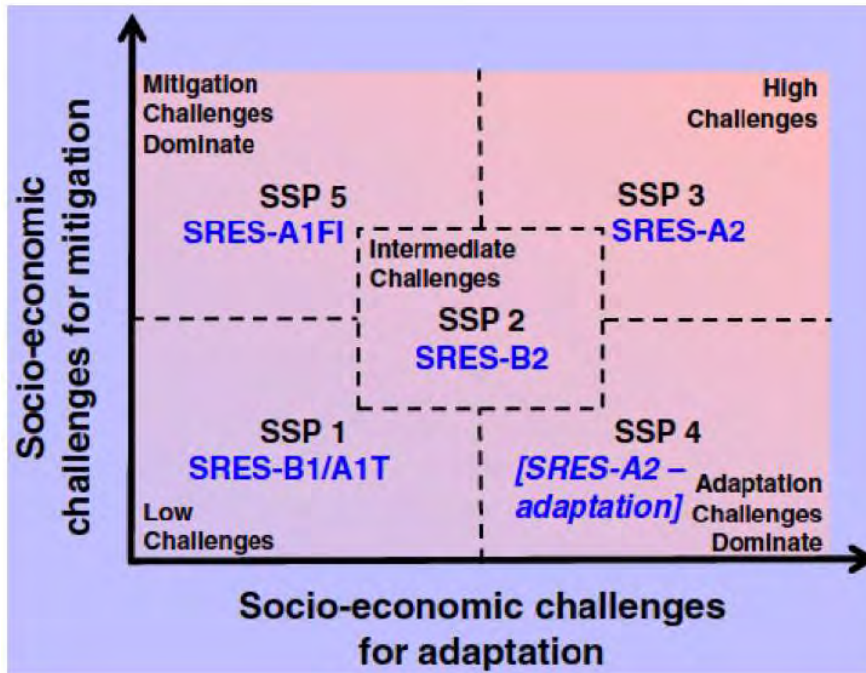 Socio-economic
challenges for mitigation
Mitigation
Challenges
Dominate
High
Challenges
SSP 5
SRES-A1FI
SSP 3
SRES-A2
Intermediate
Challenges
SSP 2
SRES-B2
SSP 1
SRES-B1/A1T
SSP 4
[SRES-A2 –
adaptation]
Low
Challenges
Adaptation
Challenges
Dominate
Socio-economic challenges
for adaptation